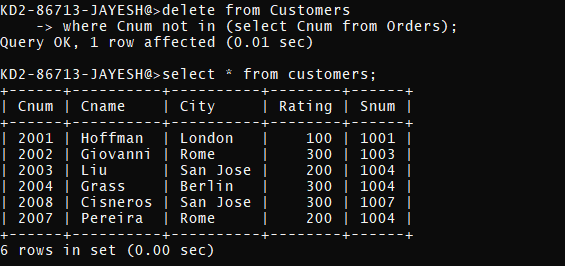 KD2-86713-JAYESH@>delete from Customers
    -> where Cnum not in (select Cnum from Orders);
Query OK, 1 row affected (0.01 sec)

KD2-86713-JAYESH@>select * from customers;
+------+----------+----------+--------+------+
| Cnum | Cname    | City     | Rating | Snum |
+------+----------+----------+--------+------+
| 2001 | Hoffman  | London   |    100 | 1001 |
| 2002 | Giovanni | Rome     |    300 | 1003 |
| 2003 | Liu      | San Jose |    200 | 1004 |
| 2004 | Grass    | Berlin   |    300 | 1004 |
| 2008 | Cisneros | San Jose |    300 | 1007 |
| 2007 | Pereira  | Rome     |    200 | 1004 |
+------+----------+----------+--------+------+
6 rows in set (0.00 sec)